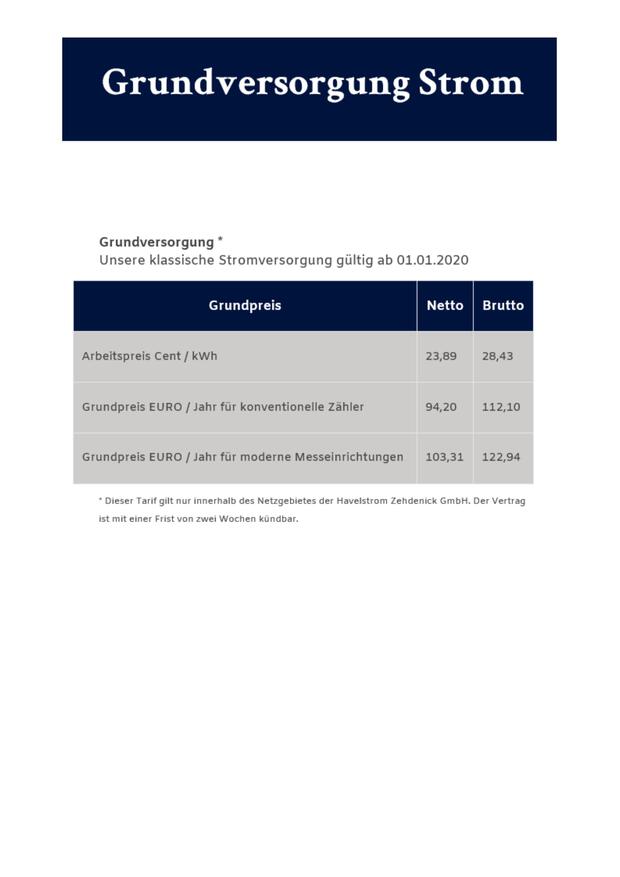 Grundversorgung Strom
Grundversorgung *
Unsere klassische Stromversorgung gültig ab 01.01.2020
Grundpreis Netto Brutto
Arbeitspreis Cent / kWh 23,89 28,43
Grundpreis EURO / Jahr für konventionelle Zähler 94,20 112,10
Grundpreis EURO / Jahr für moderne Messeinrichtungen 103,31 122,94
* Dieser Tarif gilt nur innerhalb des Netzgebietes der Havelstrom Zehdenick GmbH. Der Vertrag
ist mit einer Frist von zwei Wochen kündbar.